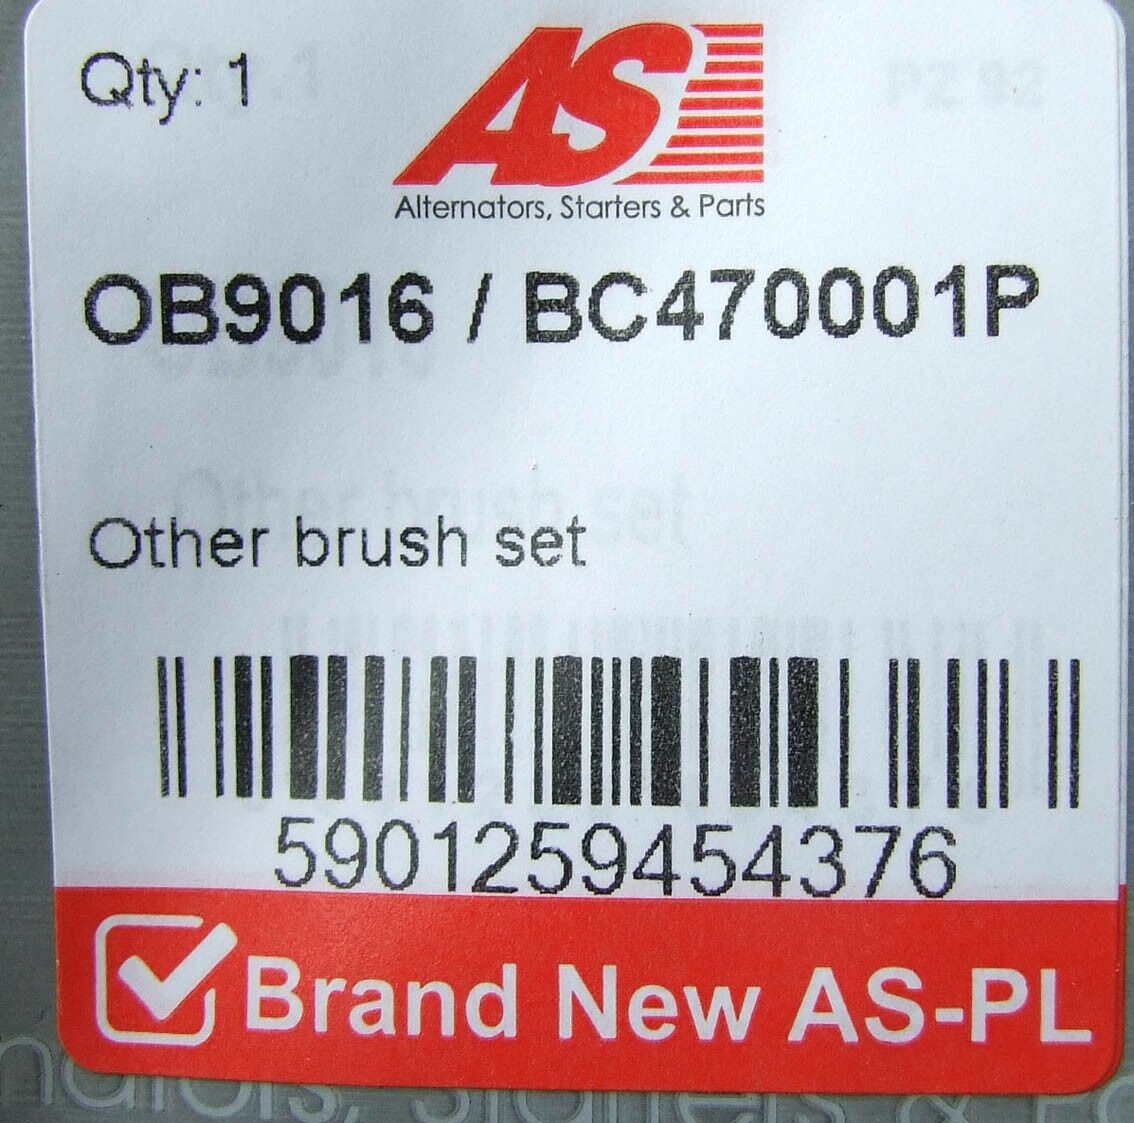 Qty: 1
AS
Alternators, Starters & Parts
OB9016 / BC470001P
Other brush set
5901259454376
Brand New AS-PL